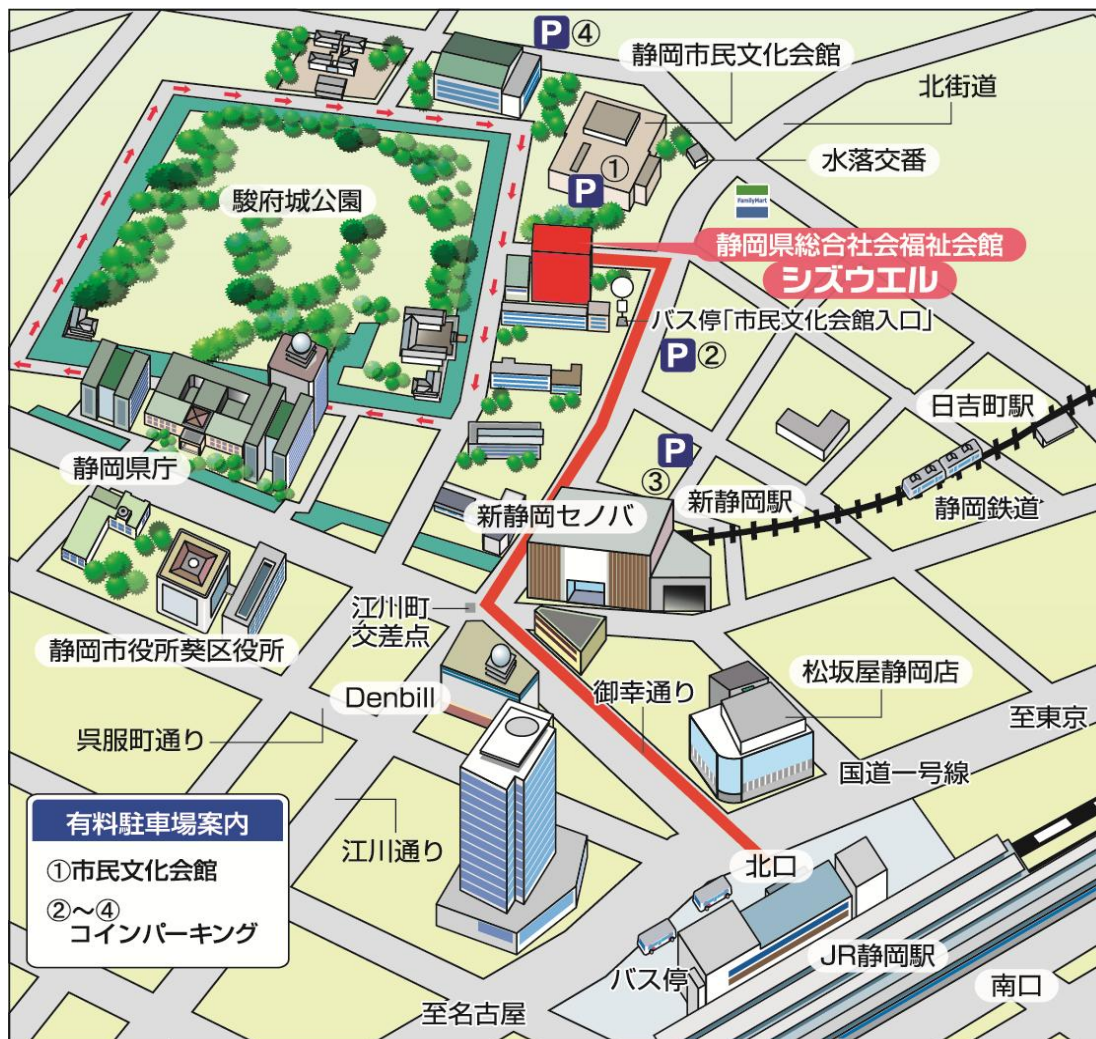 P④
静岡市民文化会館
北街道
①
水落交番
P
駿府城公園
FamilyMart
静岡県総合社会福祉会館
シズウエル
バス停「市民文化会館入口」
P②
日吉町駅
P
③
静岡県庁
新静岡セノバ
新静岡駅
静岡鉄道
江川町
交差点
静岡市役所葵区役所
松坂屋静岡店
Denbill
御幸通り
至東京
呉服町通り
国道一号線
有料駐車場案内
①市民文化会館
②～④
コインパーキング
江川通り
北口
JR静岡駅
バス停
南口
至名古屋